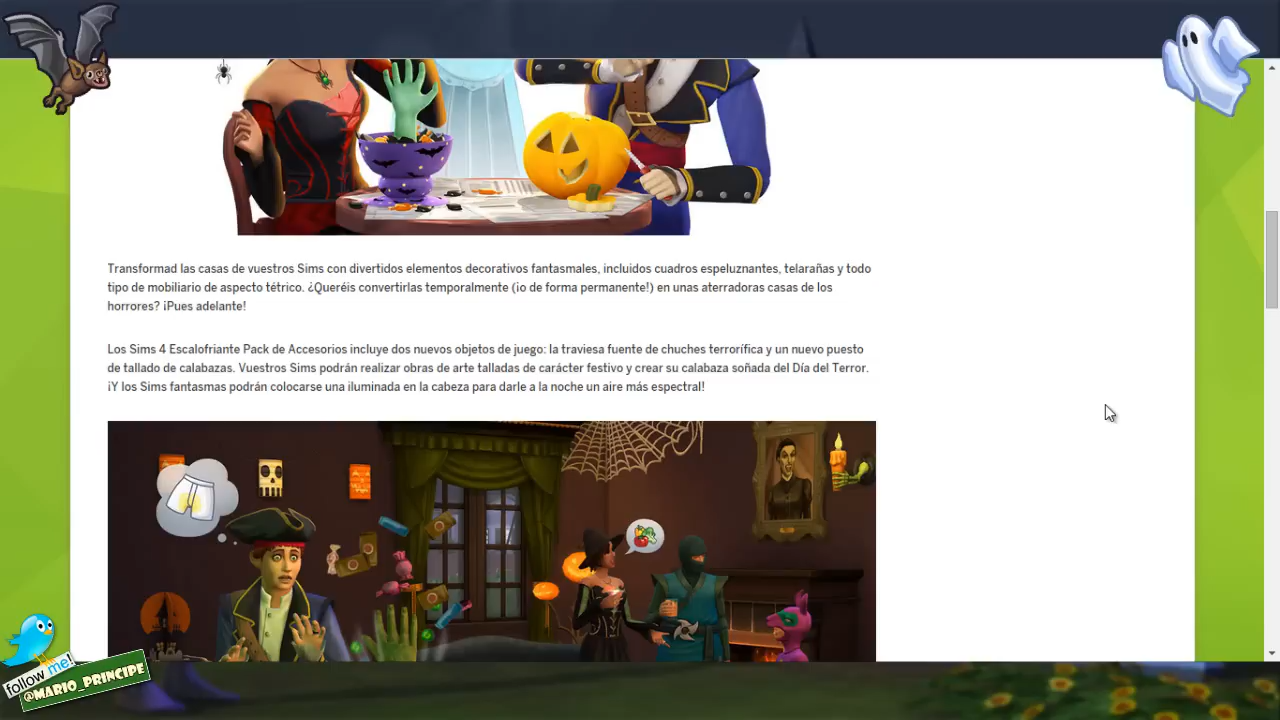 Transformad las casas de vuestros Sims con divertidos elementos decorativos fantasmales, incluidos cuadros espeluznantes, telarañas y todo
tipo de mobiliario de aspecto tétrico. ¿Queréis convertirlas temporalmente (¡o de forma permanente!) en unas aterradoras casas de los
horrores? ¡Pues adelante!
Los Sims 4 Escalofriante Pack de Accesorios incluye dos nuevos objetos de juego: la traviesa fuente de chuches terrorífica y un nuevo puesto
de tallado de calabazas. Vuestros Sims podrán realizar obras de arte talladas de carácter festivo y crear su calabaza soñada del Día del Terror.
¡Y los Sims fantasmas podrán colocarse una iluminada en la cabeza para darle a la noche un aire más espectral!
follow me!
@MARIO_PRINCIPE